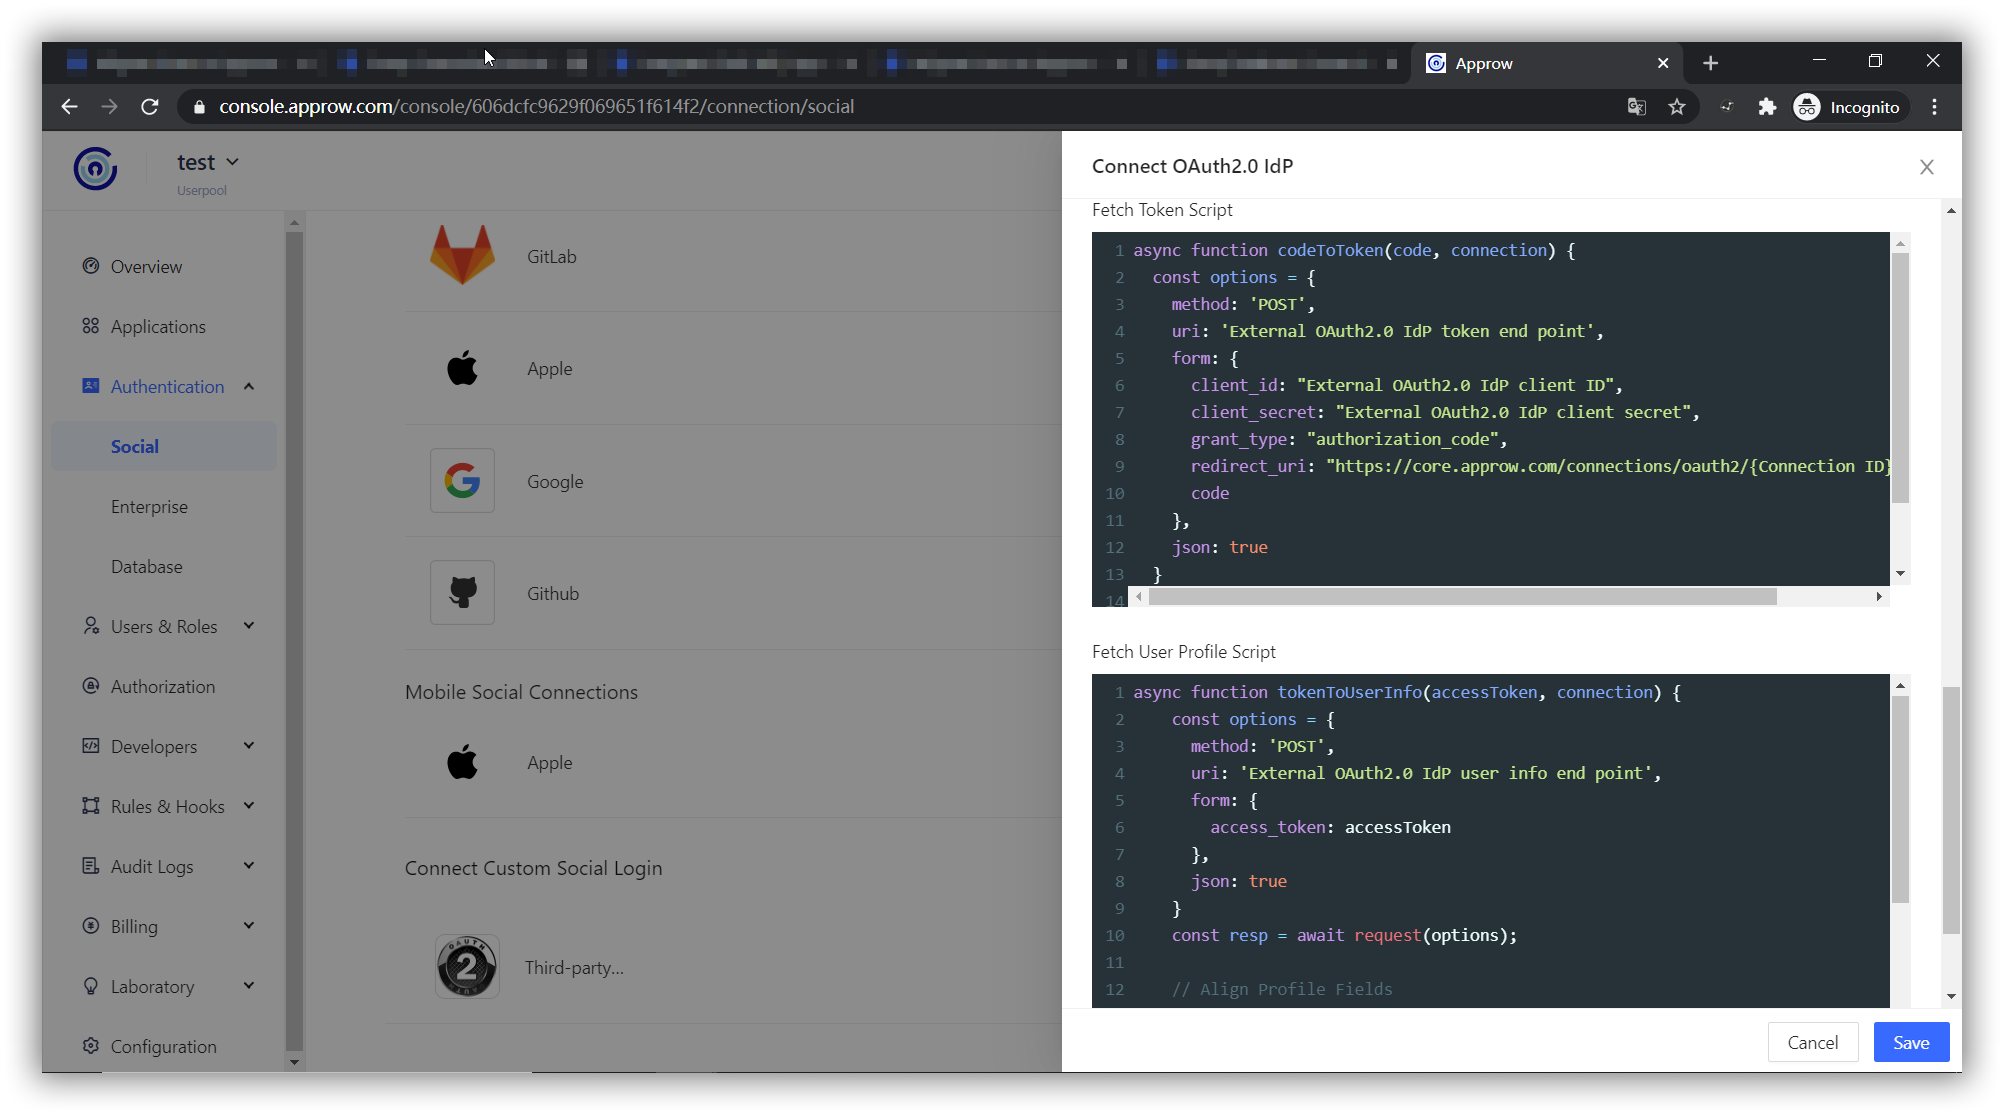 Approw
console.approw.com/console/606dcfc9629f069651f614f2/connection/social
Incognito
test
Userpool
Overview
Applications
Authentication
Social
Enterprise
Database
Users & Roles
Authorization
Developers
Rules & Hooks
Audit Logs
Billing
Laboratory
Configuration
GitLab
Apple
Google
Github
Mobile Social Connections
Apple
Connect Custom Social Login
OAUTH
2
Third-party...
Connect OAuth2.0 IdP
Fetch Token Script
1 async function codeToToken(code, connection) {
2 const options = {
3 method: 'POST',
4 uri: 'External OAuth2.0 IdP token end point',
5 form: {
6 client_id: "External OAuth2.0 IdP client ID",
7 client_secret: "External OAuth2.0 IdP client secret",
8 grant_type: "authorization_code",
9 redirect_uri: "https://core.approw.com/connections/oauth2/{Connection ID}
10 code
11 },
12 json: true
13 }
14
Fetch User Profile Script
1 async function tokenToUserInfo(accessToken, connection) {
2 const options = {
3 method: 'POST',
4 uri: 'External OAuth2.0 IdP user info end point',
5 form: {
6 access_token: accessToken
7 },
8 json: true
9 }
10 const resp = await request(options);
11
12 // Align Profile Fields
Cancel
Save